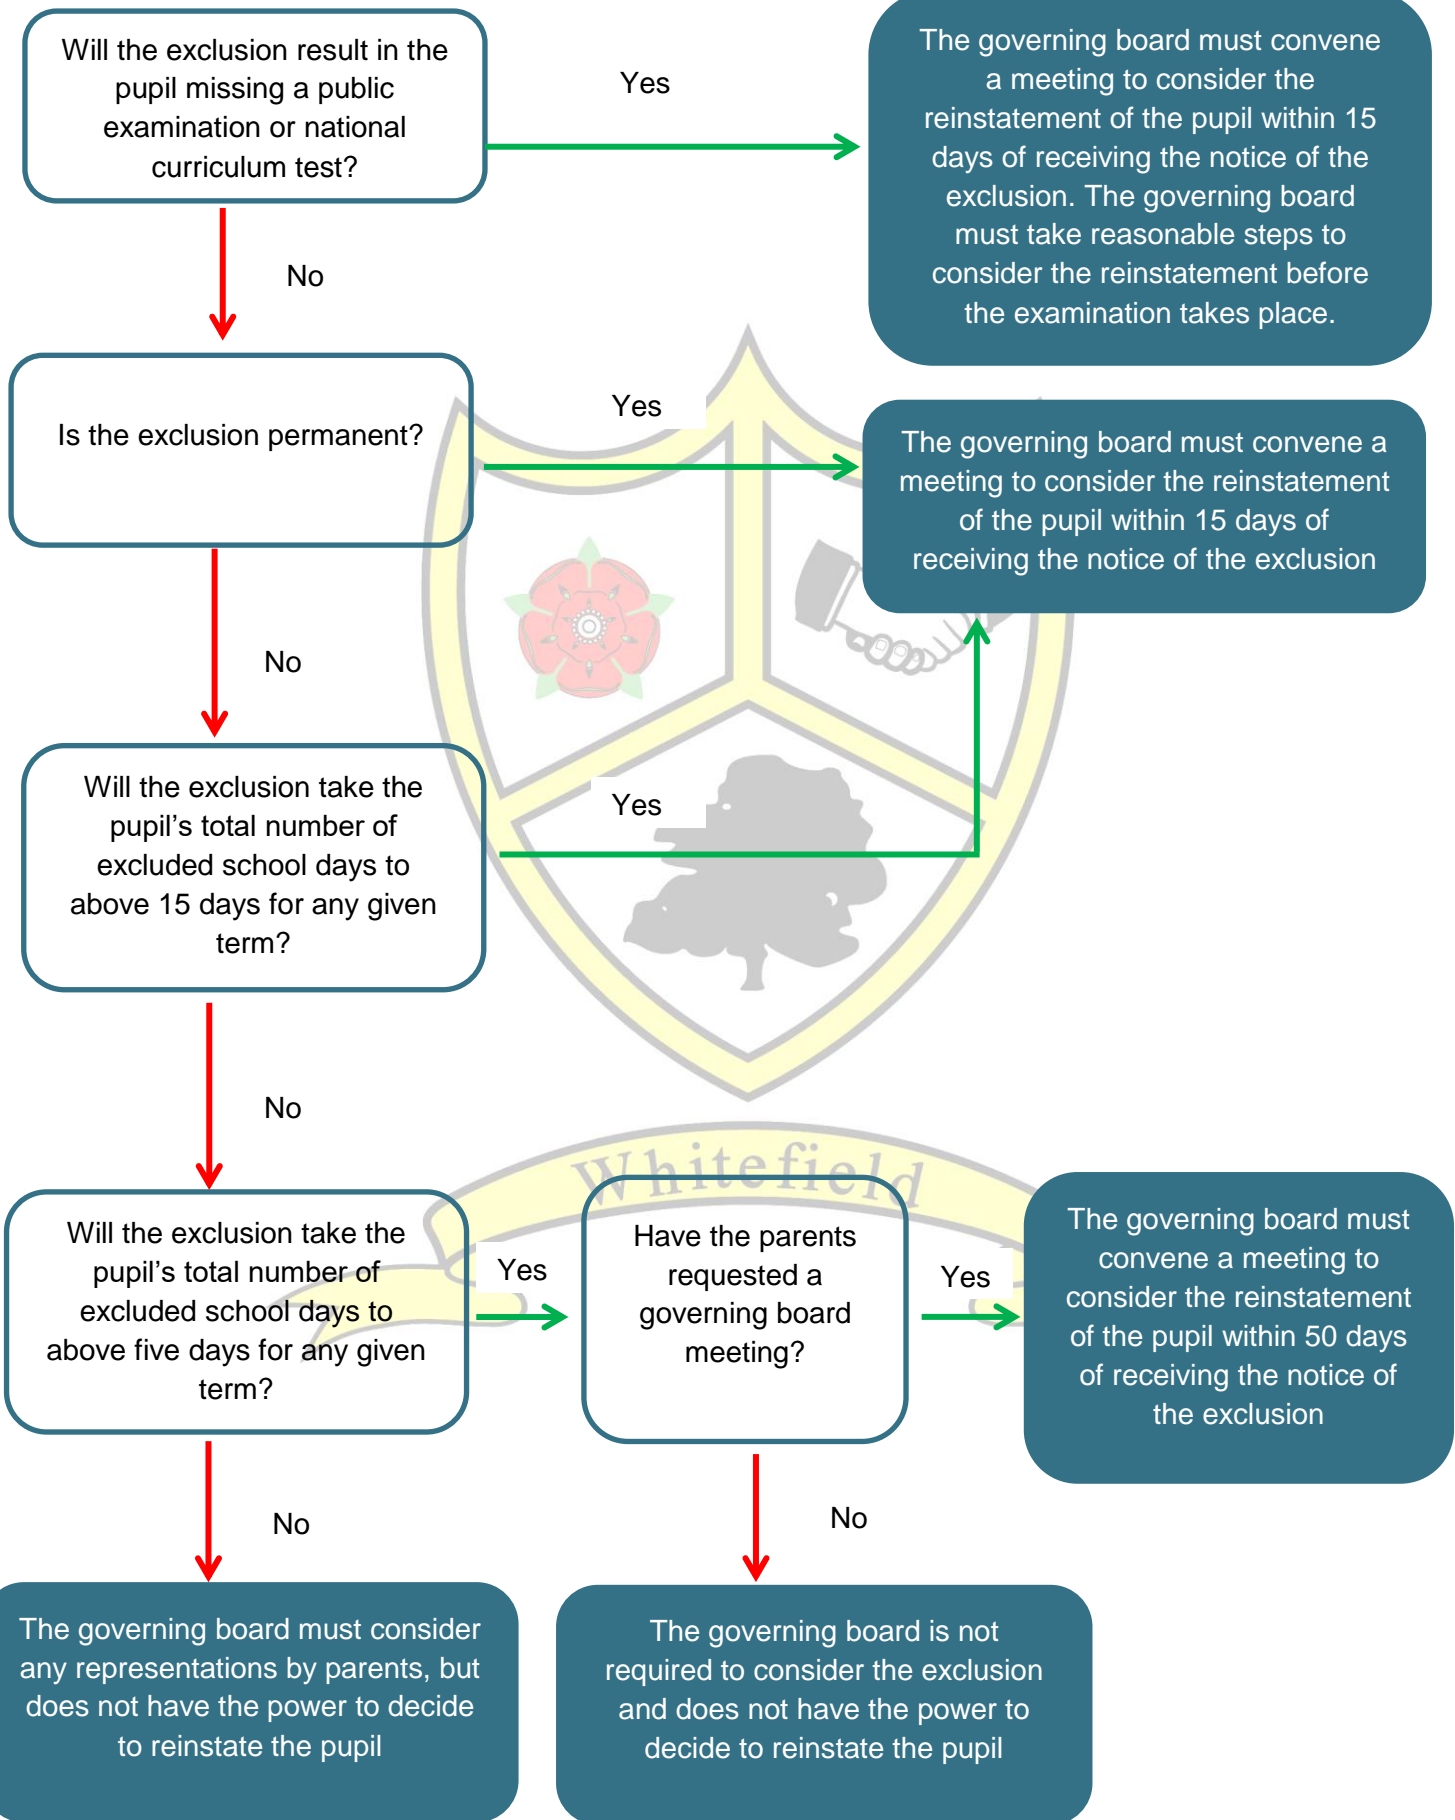 Will the exclusion result in the
pupil missing a public
examination or national
curriculum test?
Yes
The governing board must convene
a meeting to consider the
reinstatement of the pupil within 15
days of receiving the notice of the
exclusion. The governing board
must take reasonable steps to
consider the reinstatement before
the examination takes place.
No
Is the exclusion permanent?
Yes
The governing board must convene a
meeting to consider the reinstatement
of the pupil within 15 days of
receiving the notice of the exclusion
No
Will the exclusion take the
pupil’s total number of
excluded school days to
above 15 days for any given
term?
Yes
No
Whitefield
Will the exclusion take the
pupil’s total number of
excluded school days to
above five days for any given
term?
Yes
Have the parents
requested a
governing board
meeting?
Yes
The governing board must
convene a meeting to
consider the reinstatement
of the pupil within 50 days
of receiving the notice of
the exclusion
No
No
The governing board must consider
any representations by parents, but
does not have the power to decide
to reinstate the pupil
The governing board is not
required to consider the exclusion
and does not have the power to
decide to reinstate the pupil